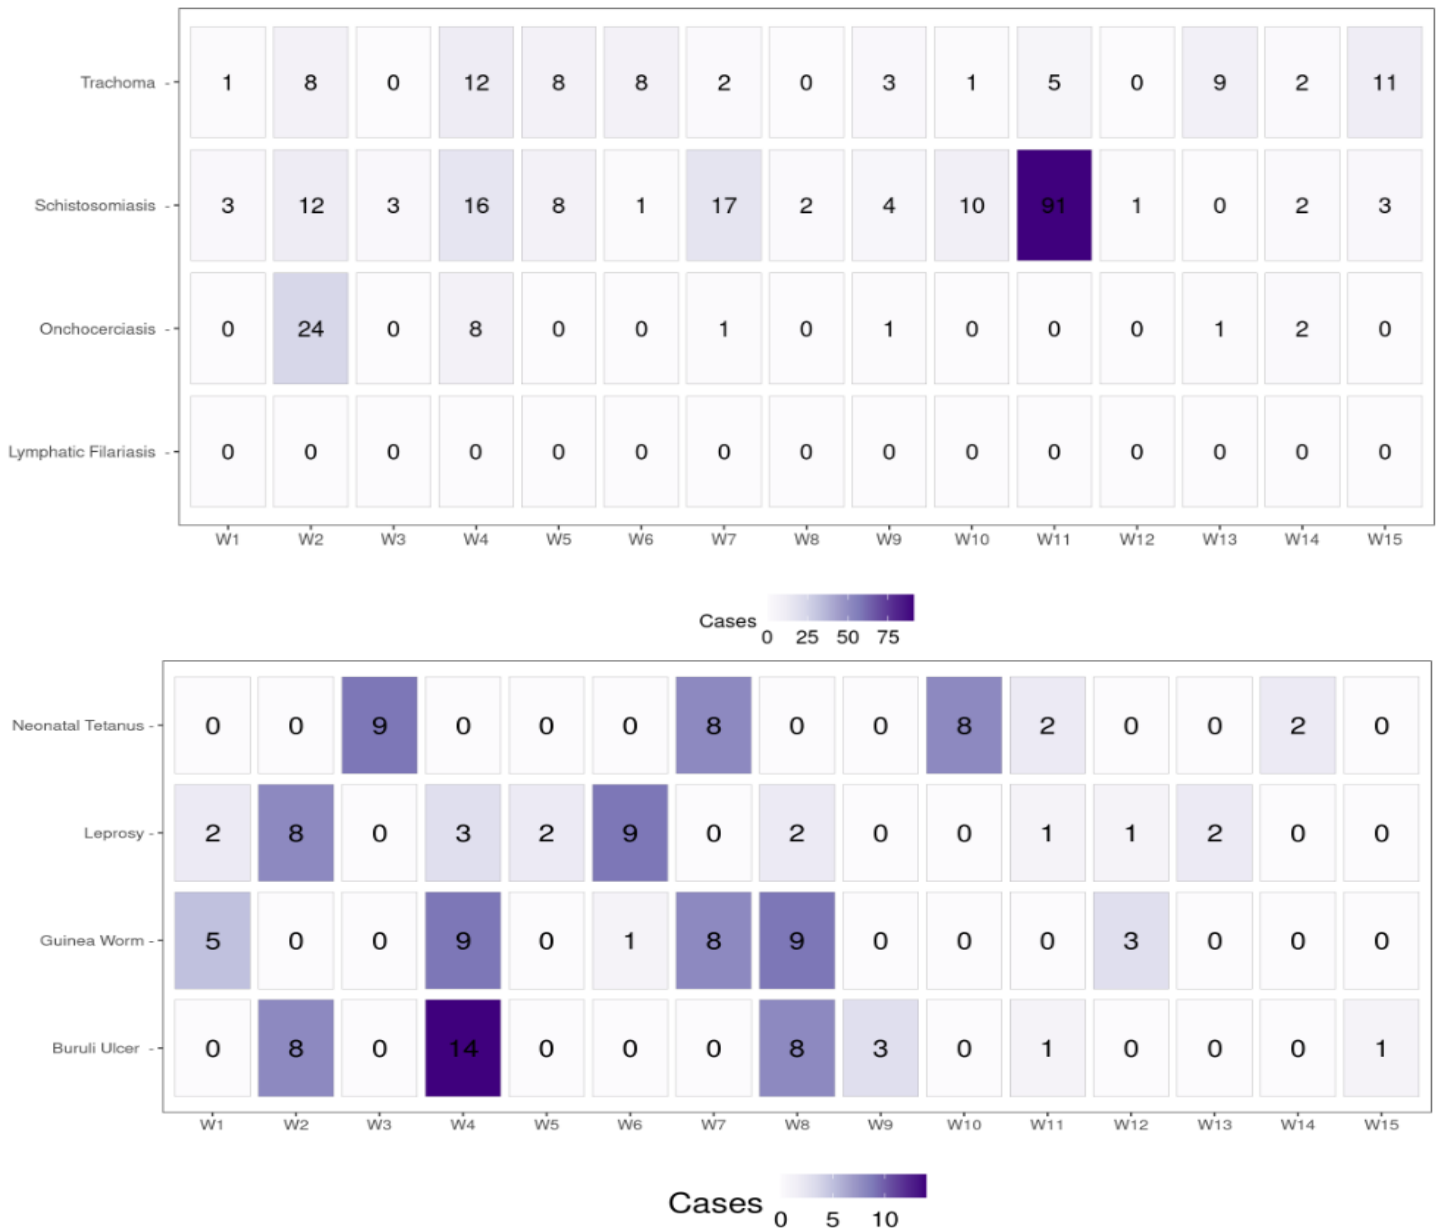 Trachoma 1 8 0 12 8 8 2 0 3 1 5 0 9 2 11
Schistosomiasis 3 12 3 16 8 1 17 2 4 10 91 1 0 2 3
Onchocerciasis 0 24 0 8 0 0 1 0 1 0 0 0 1 2 0
Lymphatic Filariasis 0 0 0 0 0 0 0 0 0 0 0 0 0 0 0
W1 W2 W3 W4 W5 W6 W7 W8 W9 W10 W11 W12 W13 W14 W15
Cases
0 25 50 75
Neonatal Tetanus 0 0 9 0 0 0 8 0 0 8 2 0 0 2 0
Leprosy 2 8 0 3 2 9 0 2 0 0 1 1 2 0 0
Guinea Worm 5 0 0 9 0 1 8 9 0 0 0 3 0 0 0
Buruli Ulcer 0 8 0 14 0 0 0 8 3 0 1 0 0 0 1
W1 W2 W3 W4 W5 W6 W7 W8 W9 W10 W11 W12 W13 W14 W15
Cases
0 5 10